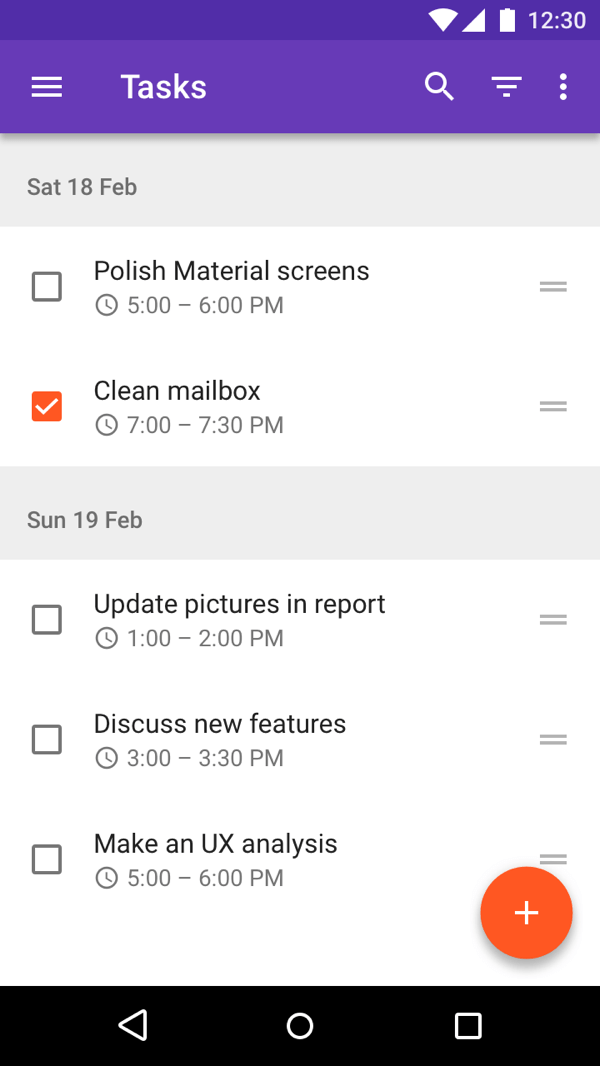 12:30
Tasks
Sat 18 Feb
Polish Material screens
5:00 – 6:00 PM
Clean mailbox
7:00 – 7:30 PM
Sun 19 Feb
Update pictures in report
1:00 – 2:00 PM
Discuss new features
3:00 – 3:30 PM
Make an UX analysis
5:00 – 6:00 PM